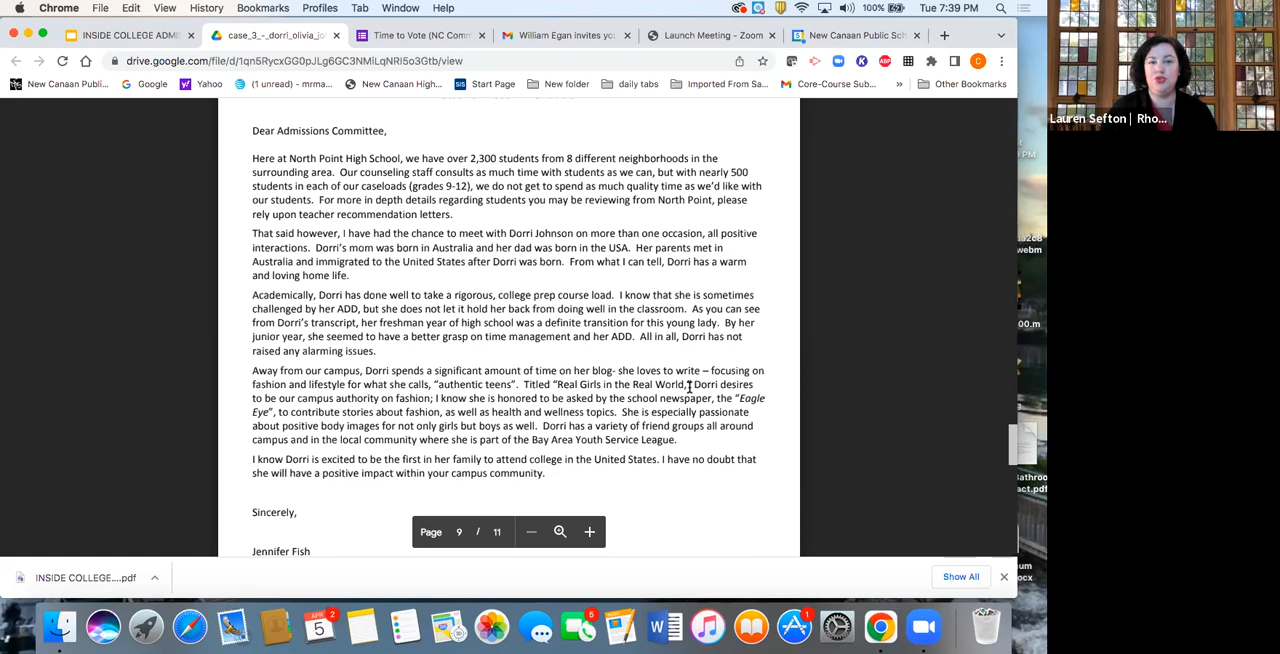 Chrome File Edit View History Bookmarks Profiles Tab Window Help
100% Tue 7:39 PM
INSIDE COLLEGE ADMI
case_3_-_dorri_olivia_jo
Time to Vote (NC Com
William Egan invites you
Launch Meeting - Zoom
New Canaan Public Sc
drive.google.com/file/d/1qn5RycxGG0pJLg6GC3NMiLqNRI5o3Gtb/view
New Canaan Publi...
Google
Yahoo
(1 unread) - mrma...
New Canaan High...
Start Page
New folder
daily tabs
Imported From Sa...
Core-Course Sub...
Other Bookmarks
Dear Admissions Committee,
Here at North Point High School, we have over 2,300 students from 8 different neighborhoods in the
surrounding area. Our counseling staff consults as much time with students as we can, but with nearly 500
students in each of our caseloads (grades 9-12), we do not get to spend as much quality time as we'd like with
our students. For more in depth details regarding students you may be reviewing from North Point, please
rely upon teacher recommendation letters.
That said however, I have had the chance to meet with Dorri Johnson on more than one occasion, all positive
interactions. Dorri's mom was born in Australia and her dad was born in the USA. Her parents met in
Australia and immigrated to the United States after Dorri was born. From what I can tell, Dorri has a warm
and loving home life.
Academically, Dorri has done well to take a rigorous, college prep course load. I know that she is sometimes
challenged by her ADD, but she does not let it hold her back from doing well in the classroom. As you can see
from Dorri's transcript, her freshman year of high school was a definite transition for this young lady. By her
junior year, she seemed to have a better grasp on time management and her ADD. All in all, Dorri has not
raised any alarming issues.
Away from our campus, Dorri spends a significant amount of time on her blog- she loves to write – focusing on
fashion and lifestyle for what she calls, "authentic teens". Titled "Real Girls in the Real World," Dorri desires
to be our campus authority on fashion; I know she is honored to be asked by the school newspaper, the "Eagle
Eye", to contribute stories about fashion, as well as health and wellness topics. She is especially passionate
about positive body images for not only girls but boys as well. Dorri has a variety of friend groups all around
campus and in the local community where she is part of the Bay Area Youth Service League.
I know Dorri is excited to be the first in her family to attend college in the United States. I have no doubt that
she will have a positive impact within your campus community.
Sincerely,
Jennifer Fish
Page 9 / 11
INSIDE COLLEGE....pdf
Show All
Lauren Sefton | Rho...
APR 5
2
5
1